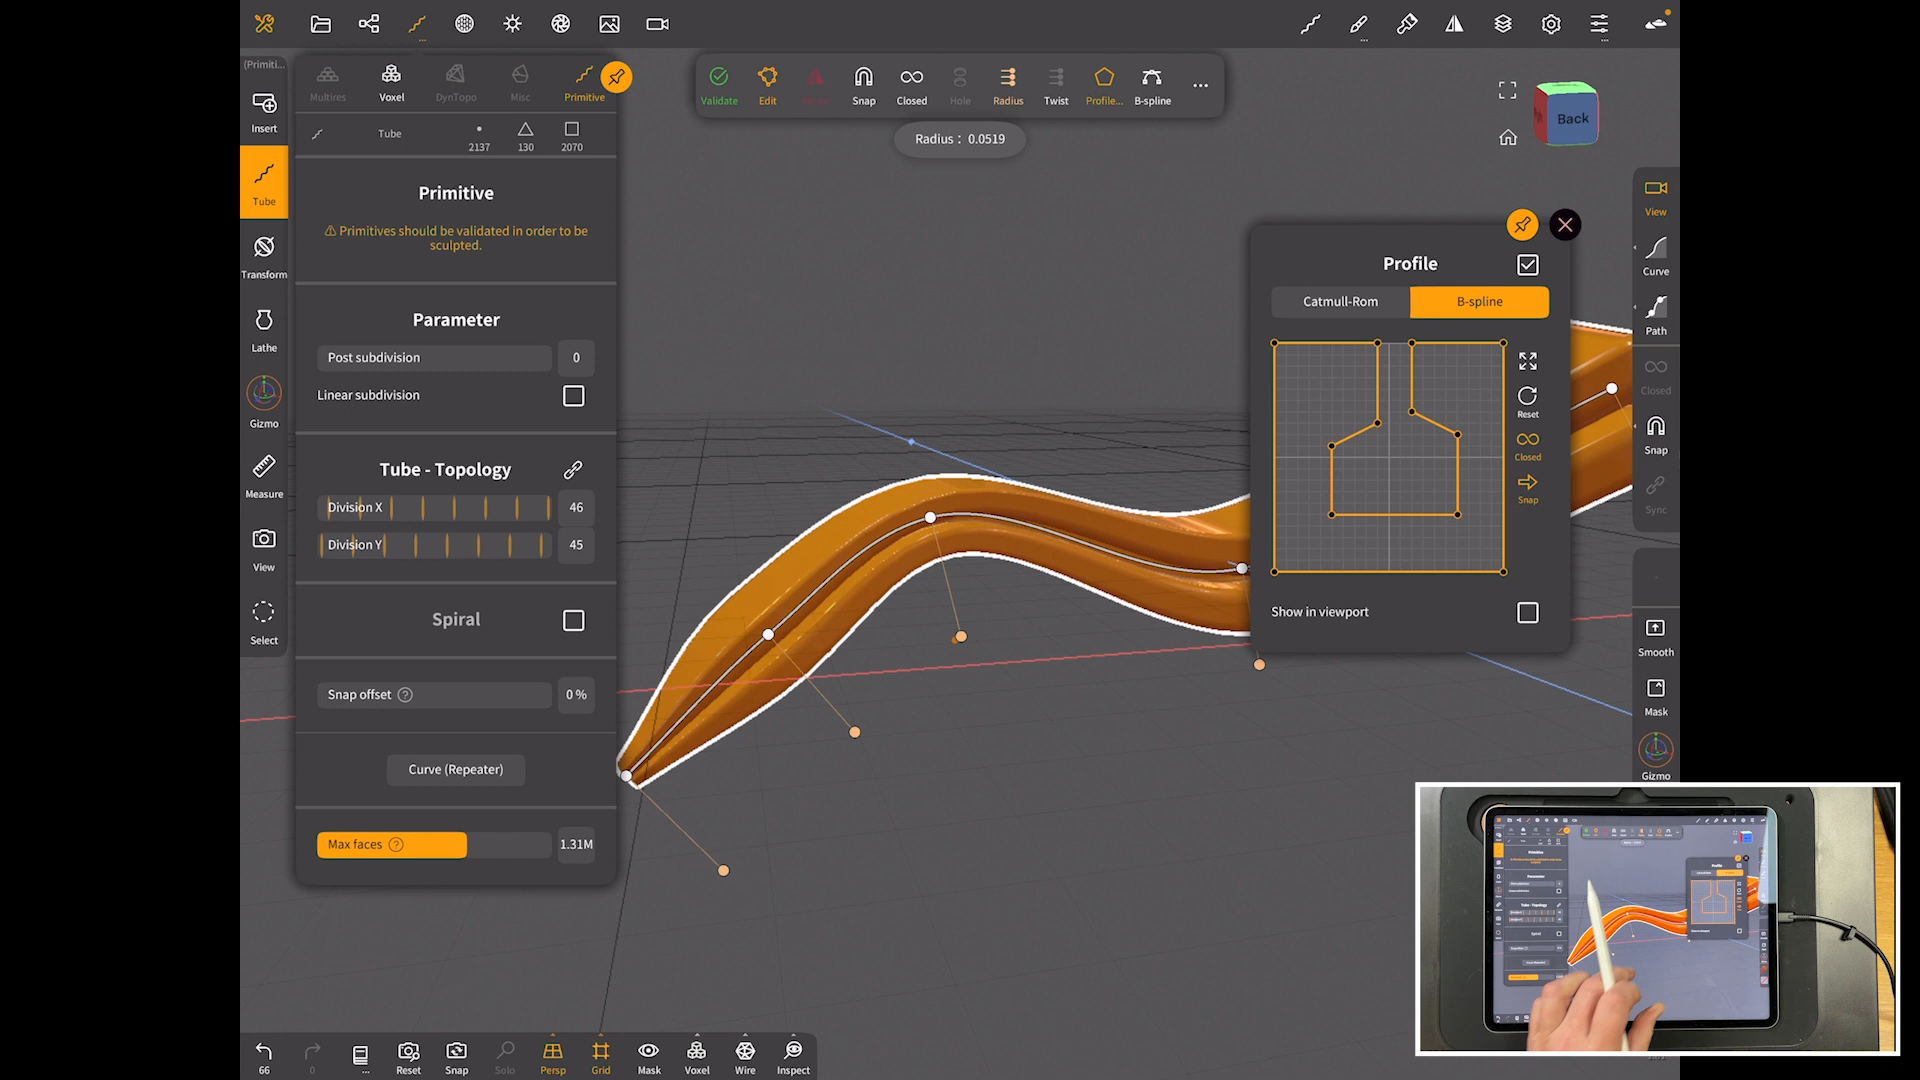 (Primiti...
Insert
Tube
Transform
Lathe
Gizmo
Measure
View
Select
Multires
Voxel
DynTopo
Misc
Primitive
Tube
2137
130
2070
Primitive
⚠ Primitives should be validated in order to be
sculpted.
Parameter
Post subdivision
0
Linear subdivision
Tube - Topology
Division X
46
Division Y
45
Spiral
Snap offset ?
0 %
Curve (Repeater)
Max faces ?
1.31M
Validate
Edit
Snap
Closed
Hole
Radius
Twist
Profile...
B-spline
...
Radius : 0.0519
Back
Profile
Catmull-Rom
B-spline
Reset
Closed
Snap
Show in viewport
View
Curve
Path
Closed
Snap
Sync
Smooth
Mask
Gizmo
66
0
...
Reset
Snap
Solo
Persp
Grid
Mask
Voxel
Wire
Inspect